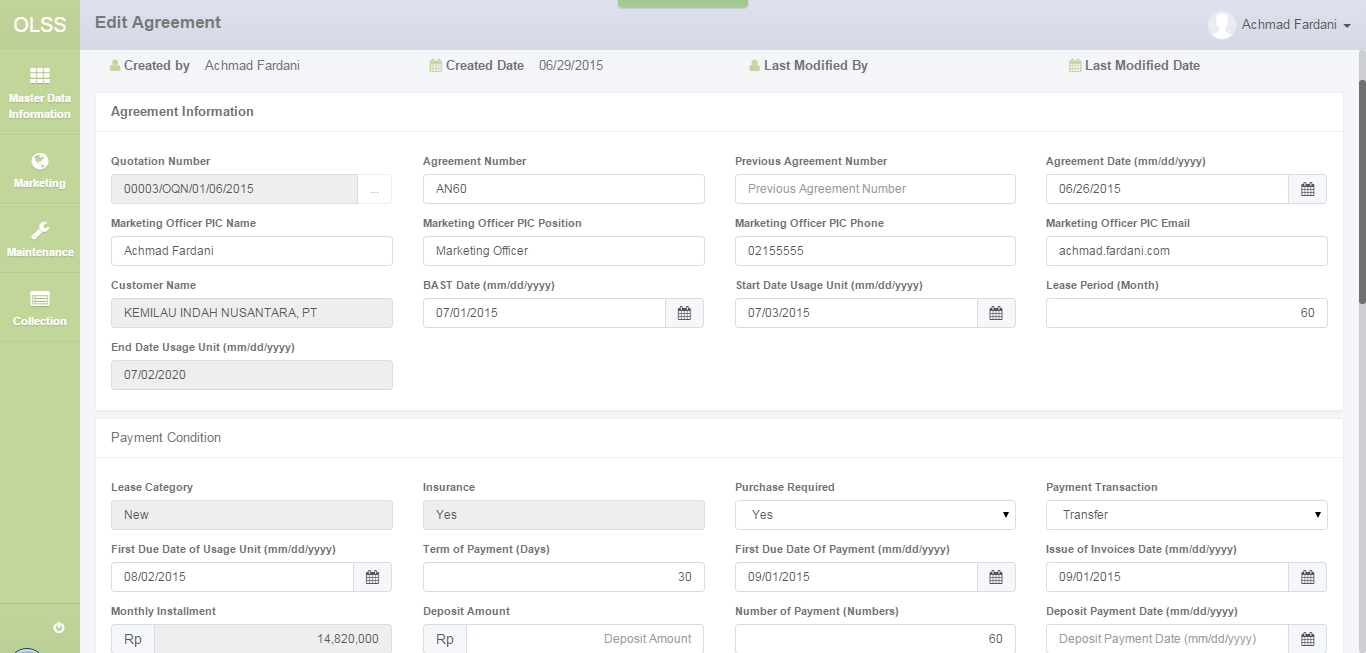 OLSS
Edit Agreement
Achmad Fardani
Created by Achmad Fardani Created Date 06/29/2015 Last Modified By Last Modified Date
Master Data
Information
Marketing
Maintenance
Collection
Agreement Information
Quotation Number Agreement Number Previous Agreement Number Agreement Date (mm/dd/yyyy)
00003/OQN/01/06/2015 ... AN60 Previous Agreement Number 06/26/2015
Marketing Officer PIC Name Marketing Officer PIC Position Marketing Officer PIC Phone Marketing Officer PIC Email
Achmad Fardani Marketing Officer 02155555 achmad.fardani.com
Customer Name BAST Date (mm/dd/yyyy) Start Date Usage Unit (mm/dd/yyyy) Lease Period (Month)
KEMILAU INDAH NUSANTARA, PT 07/01/2015 07/03/2015 60
End Date Usage Unit (mm/dd/yyyy)
07/02/2020
Payment Condition
Lease Category Insurance Purchase Required Payment Transaction
New Yes Yes Transfer
First Due Date of Usage Unit (mm/dd/yyyy) Term of Payment (Days) First Due Date Of Payment (mm/dd/yyyy) Issue of Invoices Date (mm/dd/yyyy)
08/02/2015 30 09/01/2015 09/01/2015
Monthly Installment Deposit Amount Number of Payment (Numbers) Deposit Payment Date (mm/dd/yyyy)
Rp 14,820,000 Rp Deposit Amount 60 Deposit Payment Date (mm/dd/yyyy)